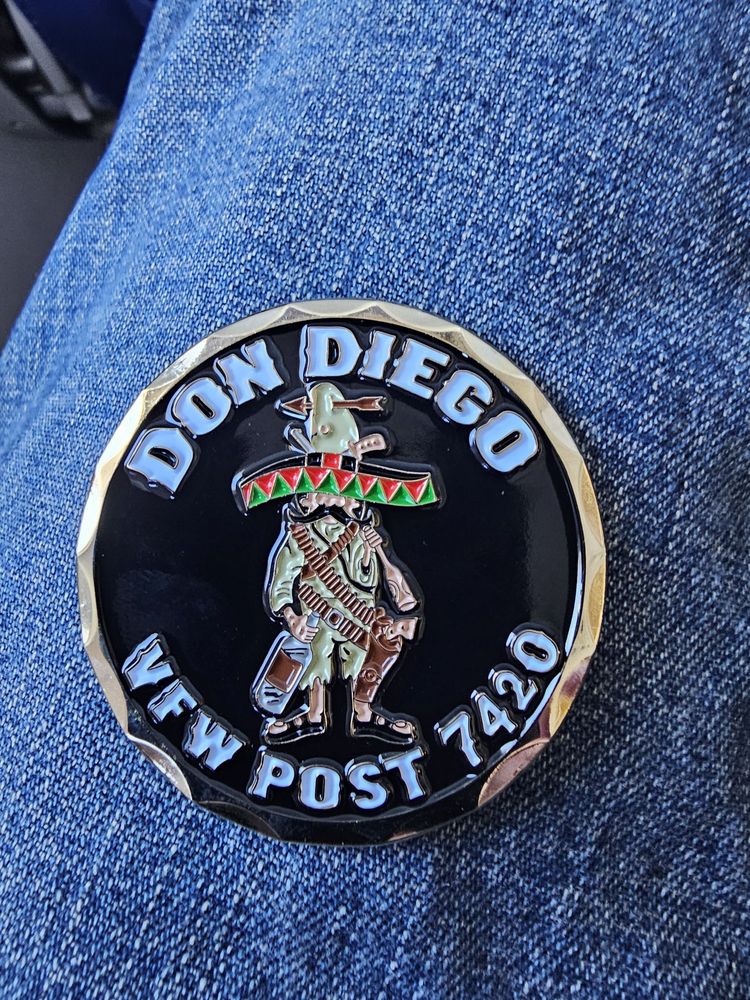 DON DIEGO
VFW POST 7420